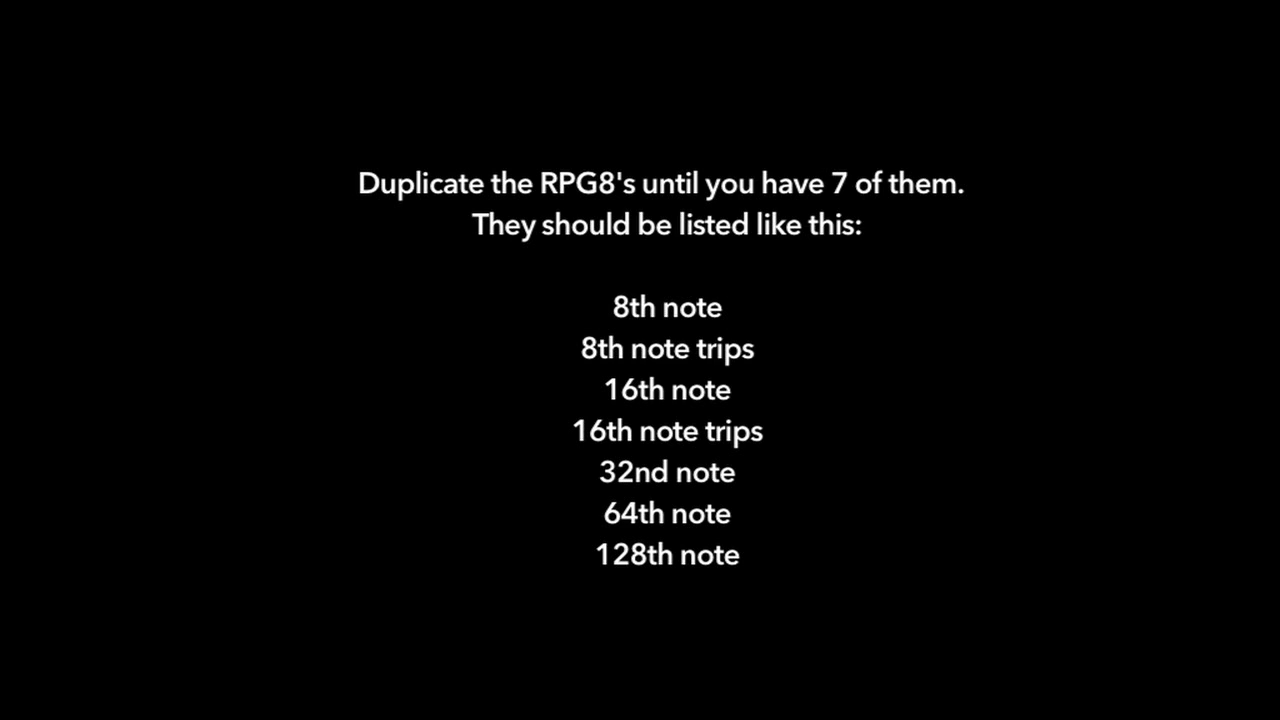 Duplicate the RPG8's until you have 7 of them.
They should be listed like this:
8th note
8th note trips
16th note
16th note trips
32nd note
64th note
128th note